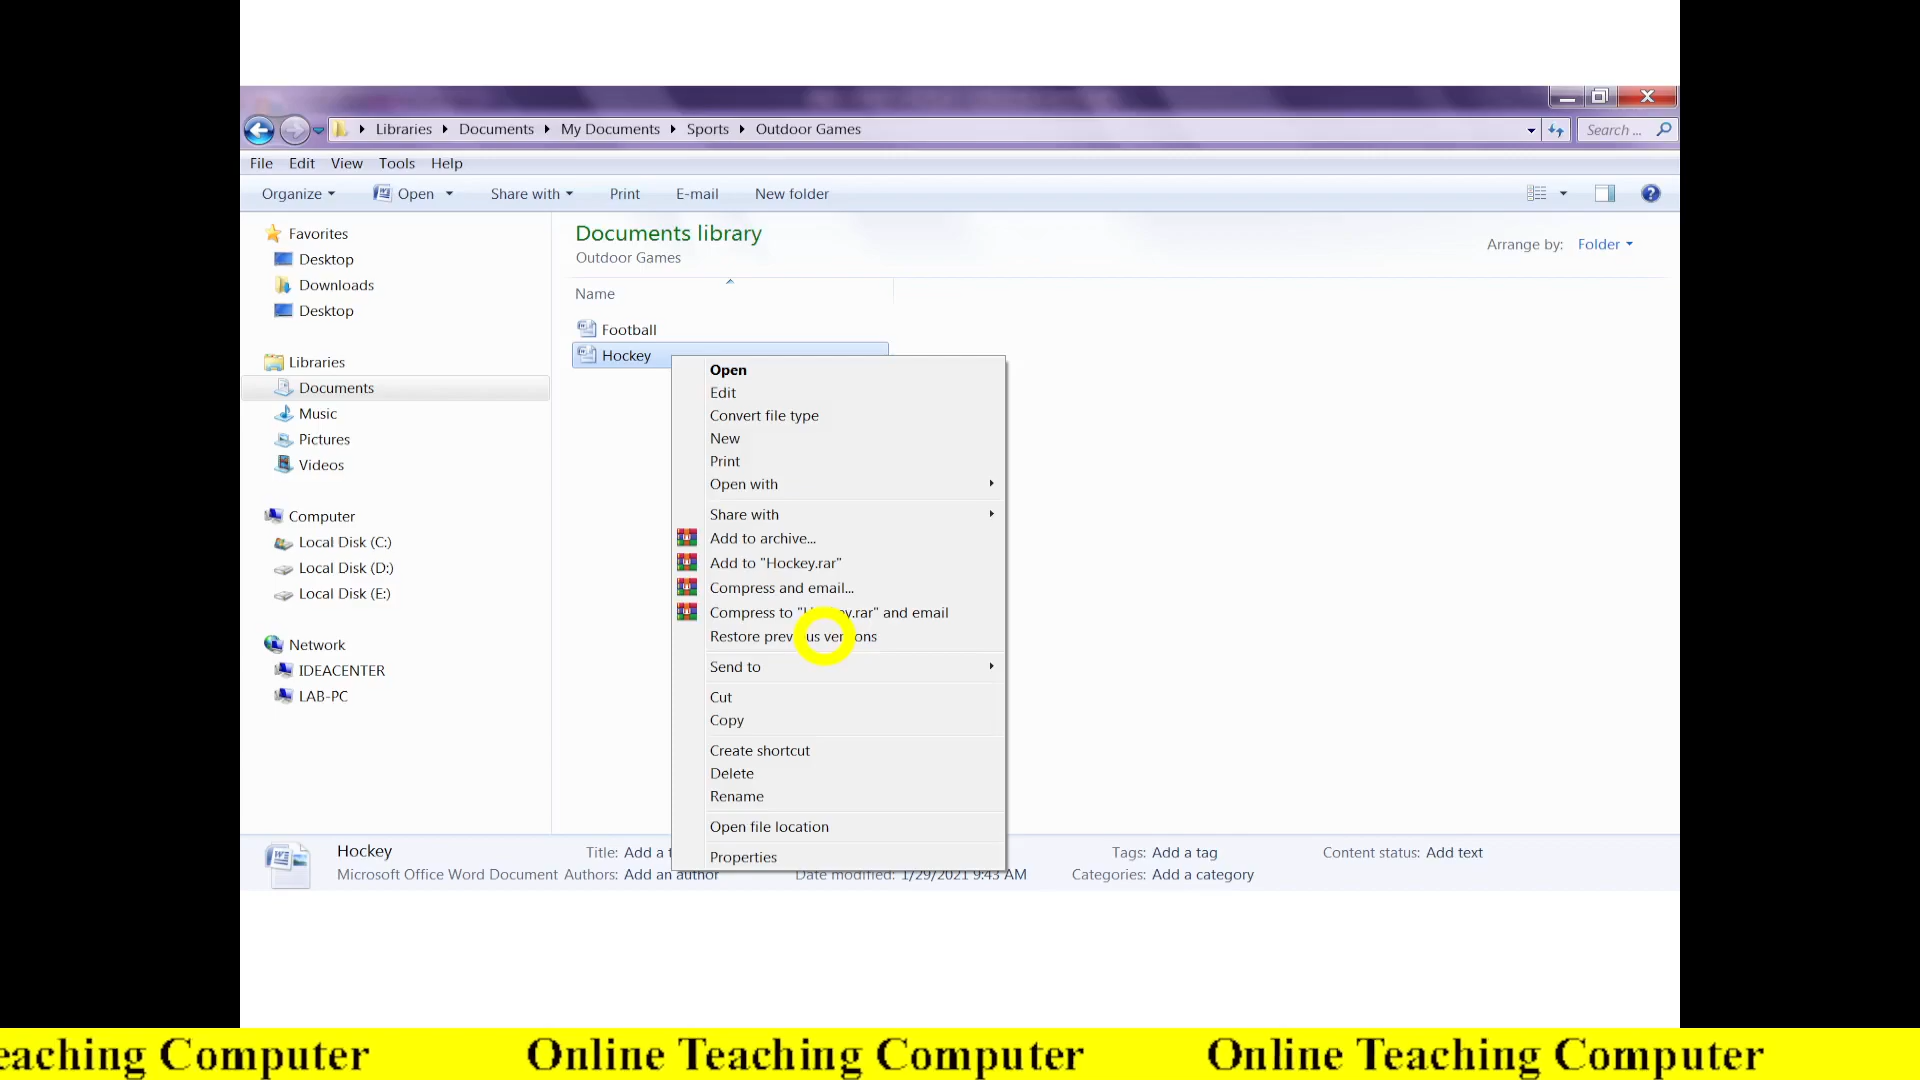 Libraries Documents My Documents Sports Outdoor Games Search ...
File Edit View Tools Help
Organize Open Share with Print E-mail New folder
Favorites
Desktop
Downloads
Desktop
Libraries
Documents
Music
Pictures
Videos
Computer
Local Disk (C:)
Local Disk (D:)
Local Disk (E:)
Network
IDEACENTER
LAB-PC
Documents library
Outdoor Games
Arrange by: Folder
Name
Football
Hockey
Open
Edit
Convert file type
New
Print
Open with
Share with
Add to archive...
Add to "Hockey.rar"
Compress and email...
Compress to "Hockey.rar" and email
Restore previous versions
Send to
Cut
Copy
Create shortcut
Delete
Rename
Open file location
Properties
Hockey Title: Add a t Tags: Add a tag Content status: Add text
Microsoft Office Word Document Authors: Add an author Date modified: 1/29/2021 9:43 AM Categories: Add a category
eaching Computer Online Teaching Computer Online Teaching Computer